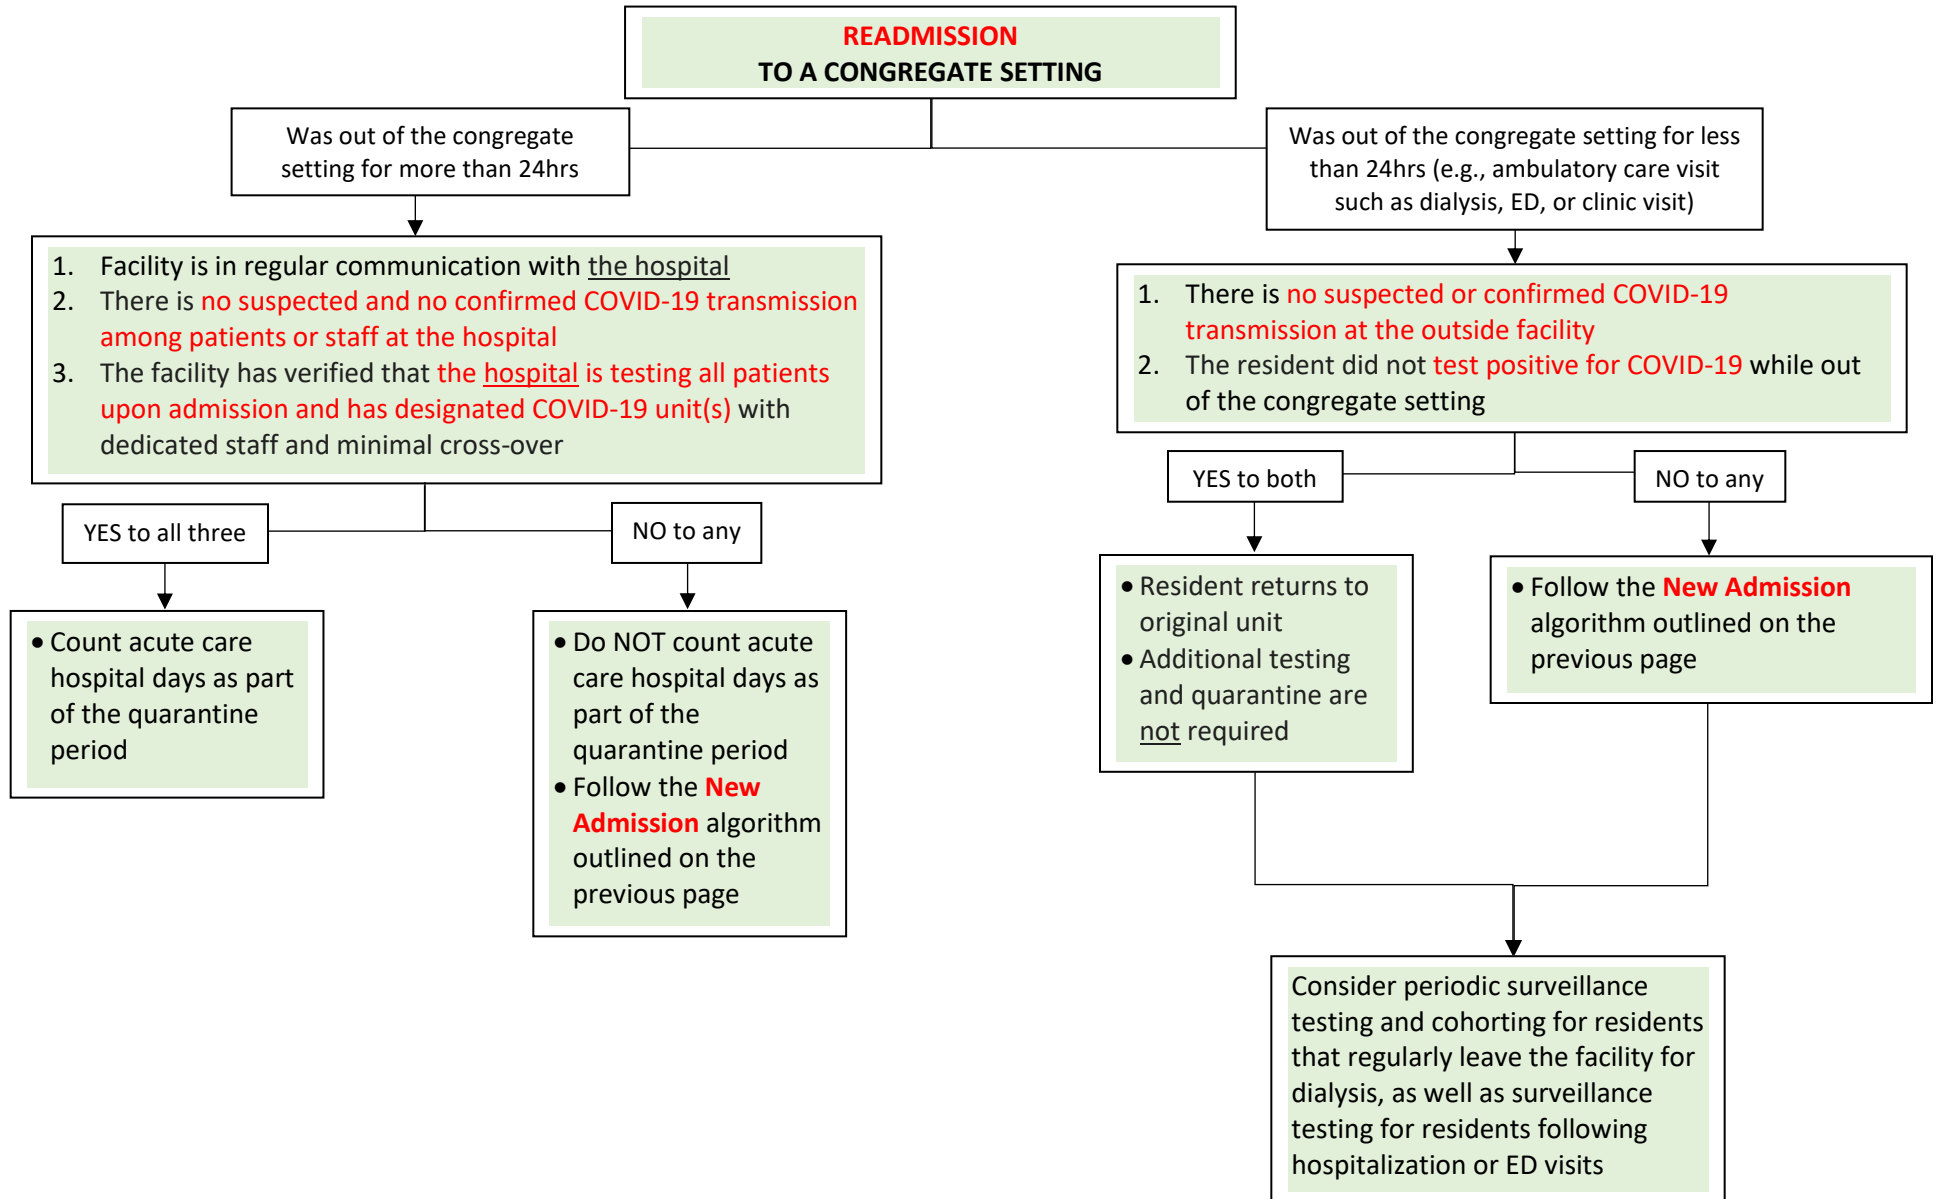 READMISSION
TO A CONGREGATE SETTING
Was out of the congregate
setting for more than 24hrs
Was out of the congregate setting for less
than 24hrs (e.g., ambulatory care visit
such as dialysis, ED, or clinic visit)
1. Facility is in regular communication with the hospital
2. There is no suspected and no confirmed COVID-19 transmission
among patients or staff at the hospital
3. The facility has verified that the hospital is testing all patients
upon admission and has designated COVID-19 unit(s) with
dedicated staff and minimal cross-over
1. There is no suspected or confirmed COVID-19
transmission at the outside facility
2. The resident did not test positive for COVID-19 while out
of the congregate setting
YES to all three
NO to any
YES to both
NO to any
• Count acute care
hospital days as part
of the quarantine
period
• Do NOT count acute
care hospital days as
part of the
quarantine period
• Follow the New
Admission algorithm
outlined on the
previous page
• Resident returns to
original unit
• Additional testing
and quarantine are
not required
• Follow the New Admission
algorithm outlined on the
previous page
Consider periodic surveillance
testing and cohorting for residents
that regularly leave the facility for
dialysis, as well as surveillance
testing for residents following
hospitalization or ED visits